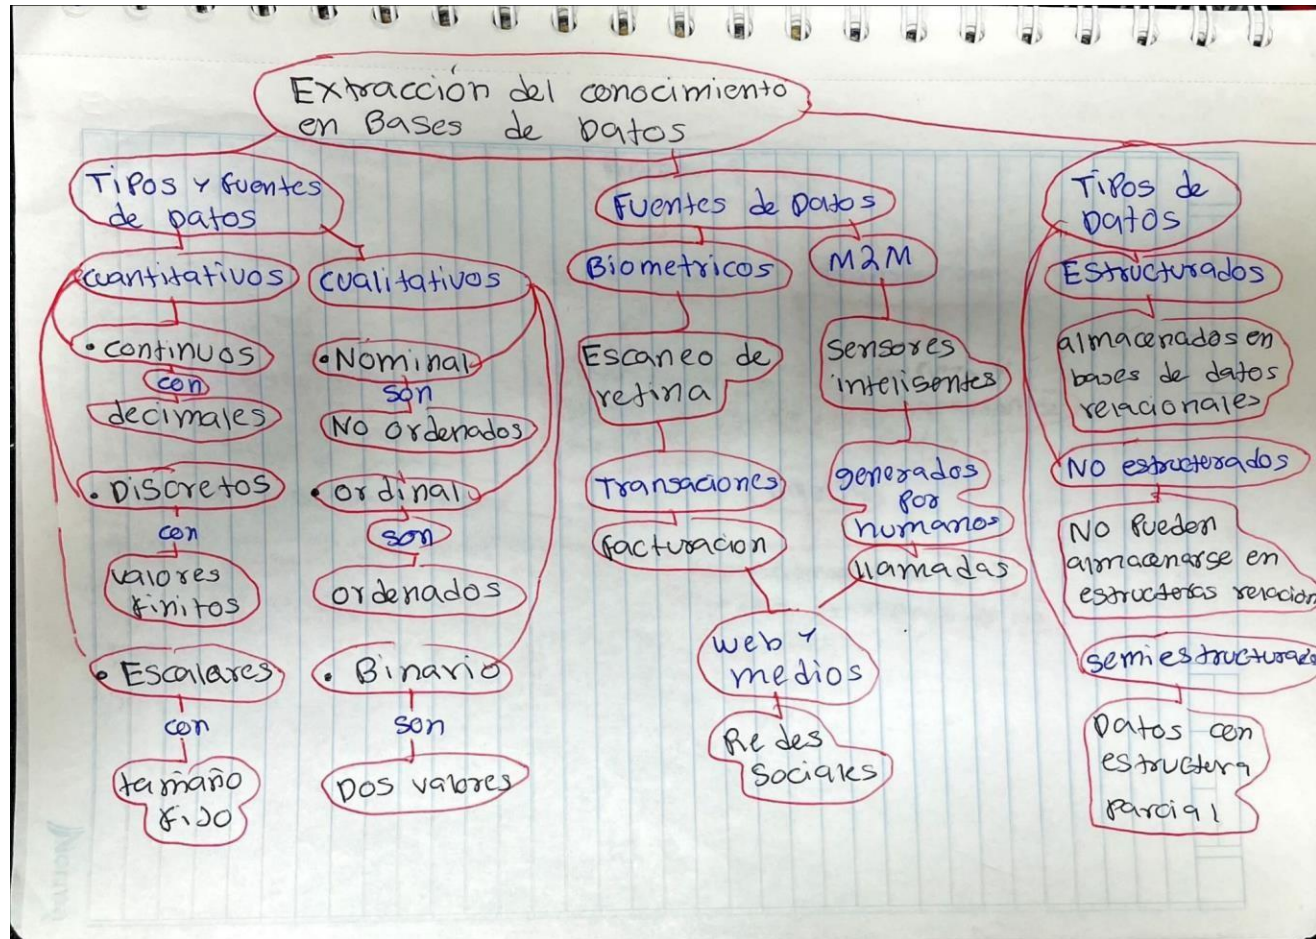 Extracción del conocimiento
en Bases de Datos
Tipos y fuentes
de Datos
Cuantitativos
• continuos
con
decimales
• Discretos
con
valores
finitos
• Escalares
con
tamaño
fijo
Cualitativos
• Nominal
son
No ordenados
• ordinal
son
ordenados
• Binario
son
Dos valores
Fuentes de Datos
Biometricos
Escaneo de
retina
Transaciones
facturacion
M2M
Sensores
inteligentes
generados
por
humanos
llamadas
web y
medios
Redes
Sociales
Tipos de
Datos
Estructurados
almacenados en
bases de datos
relacionales
No estructerados
No Pueden
almacenarse en
estructeras relacion
semiestructurado
Datos con
estructera
parcial